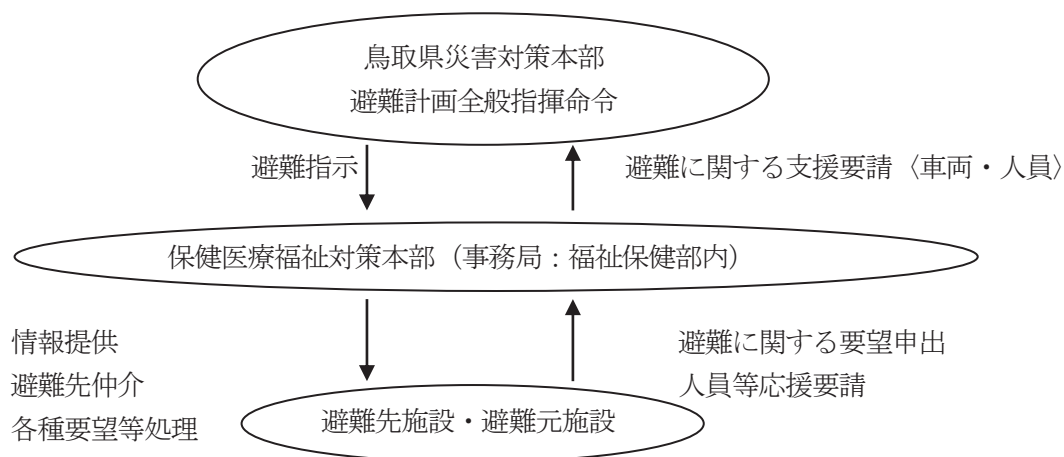 鳥取県災害対策本部
避難計画全般指揮命令
避難指示
避難に関する支援要請〈車両・人員〉
保健医療福祉対策本部（事務局：福祉保健部内）
情報提供
避難先仲介
各種要望等処理
避難に関する要望申出
人員等応援要請
避難先施設・避難元施設